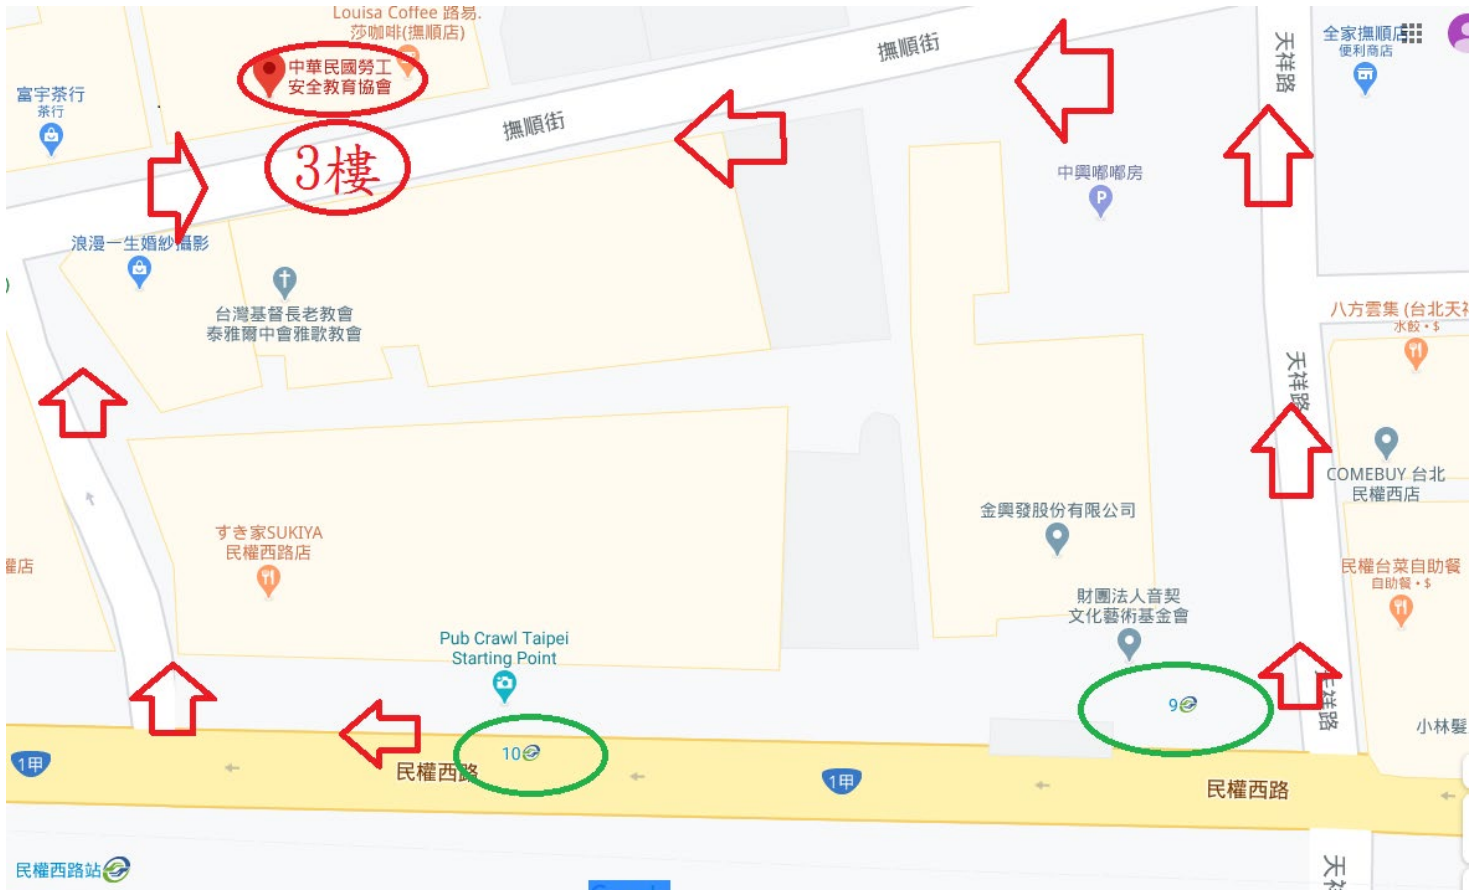 Louisa Coffee 路易.
莎咖啡(撫順店)
中華民國勞工
安全教育協會
富宇茶行
茶行
撫順街
撫順街
3樓
天祥路
全家撫順店
便利商店
中興嘟嘟房
P
浪漫一生婚紗攝影
台灣基督長老教會
泰雅爾中會雅歌教會
八方雲集 (台北天祥
水餃・$
天祥路
COMEBUY 台北
民權西店
金興發股份有限公司
すき家SUKIYA
民權西路店
權店
民權台菜自助餐
自助餐・$
財團法人音契
文化藝術基金會
Pub Crawl Taipei
Starting Point
9
天祥路
小林髮
10
1甲
民權西路
1甲
民權西路
民權西路站
天祥